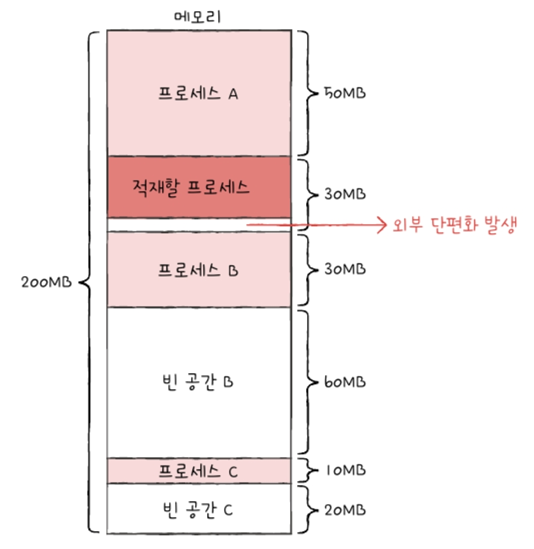 메모리
프로세스 A
50MB
적재할 프로세스
30MB
외부 단편화 발생
프로세스 B
30MB
200MB
빈 공간 B
60MB
프로세스 C
10MB
빈 공간 C
20MB